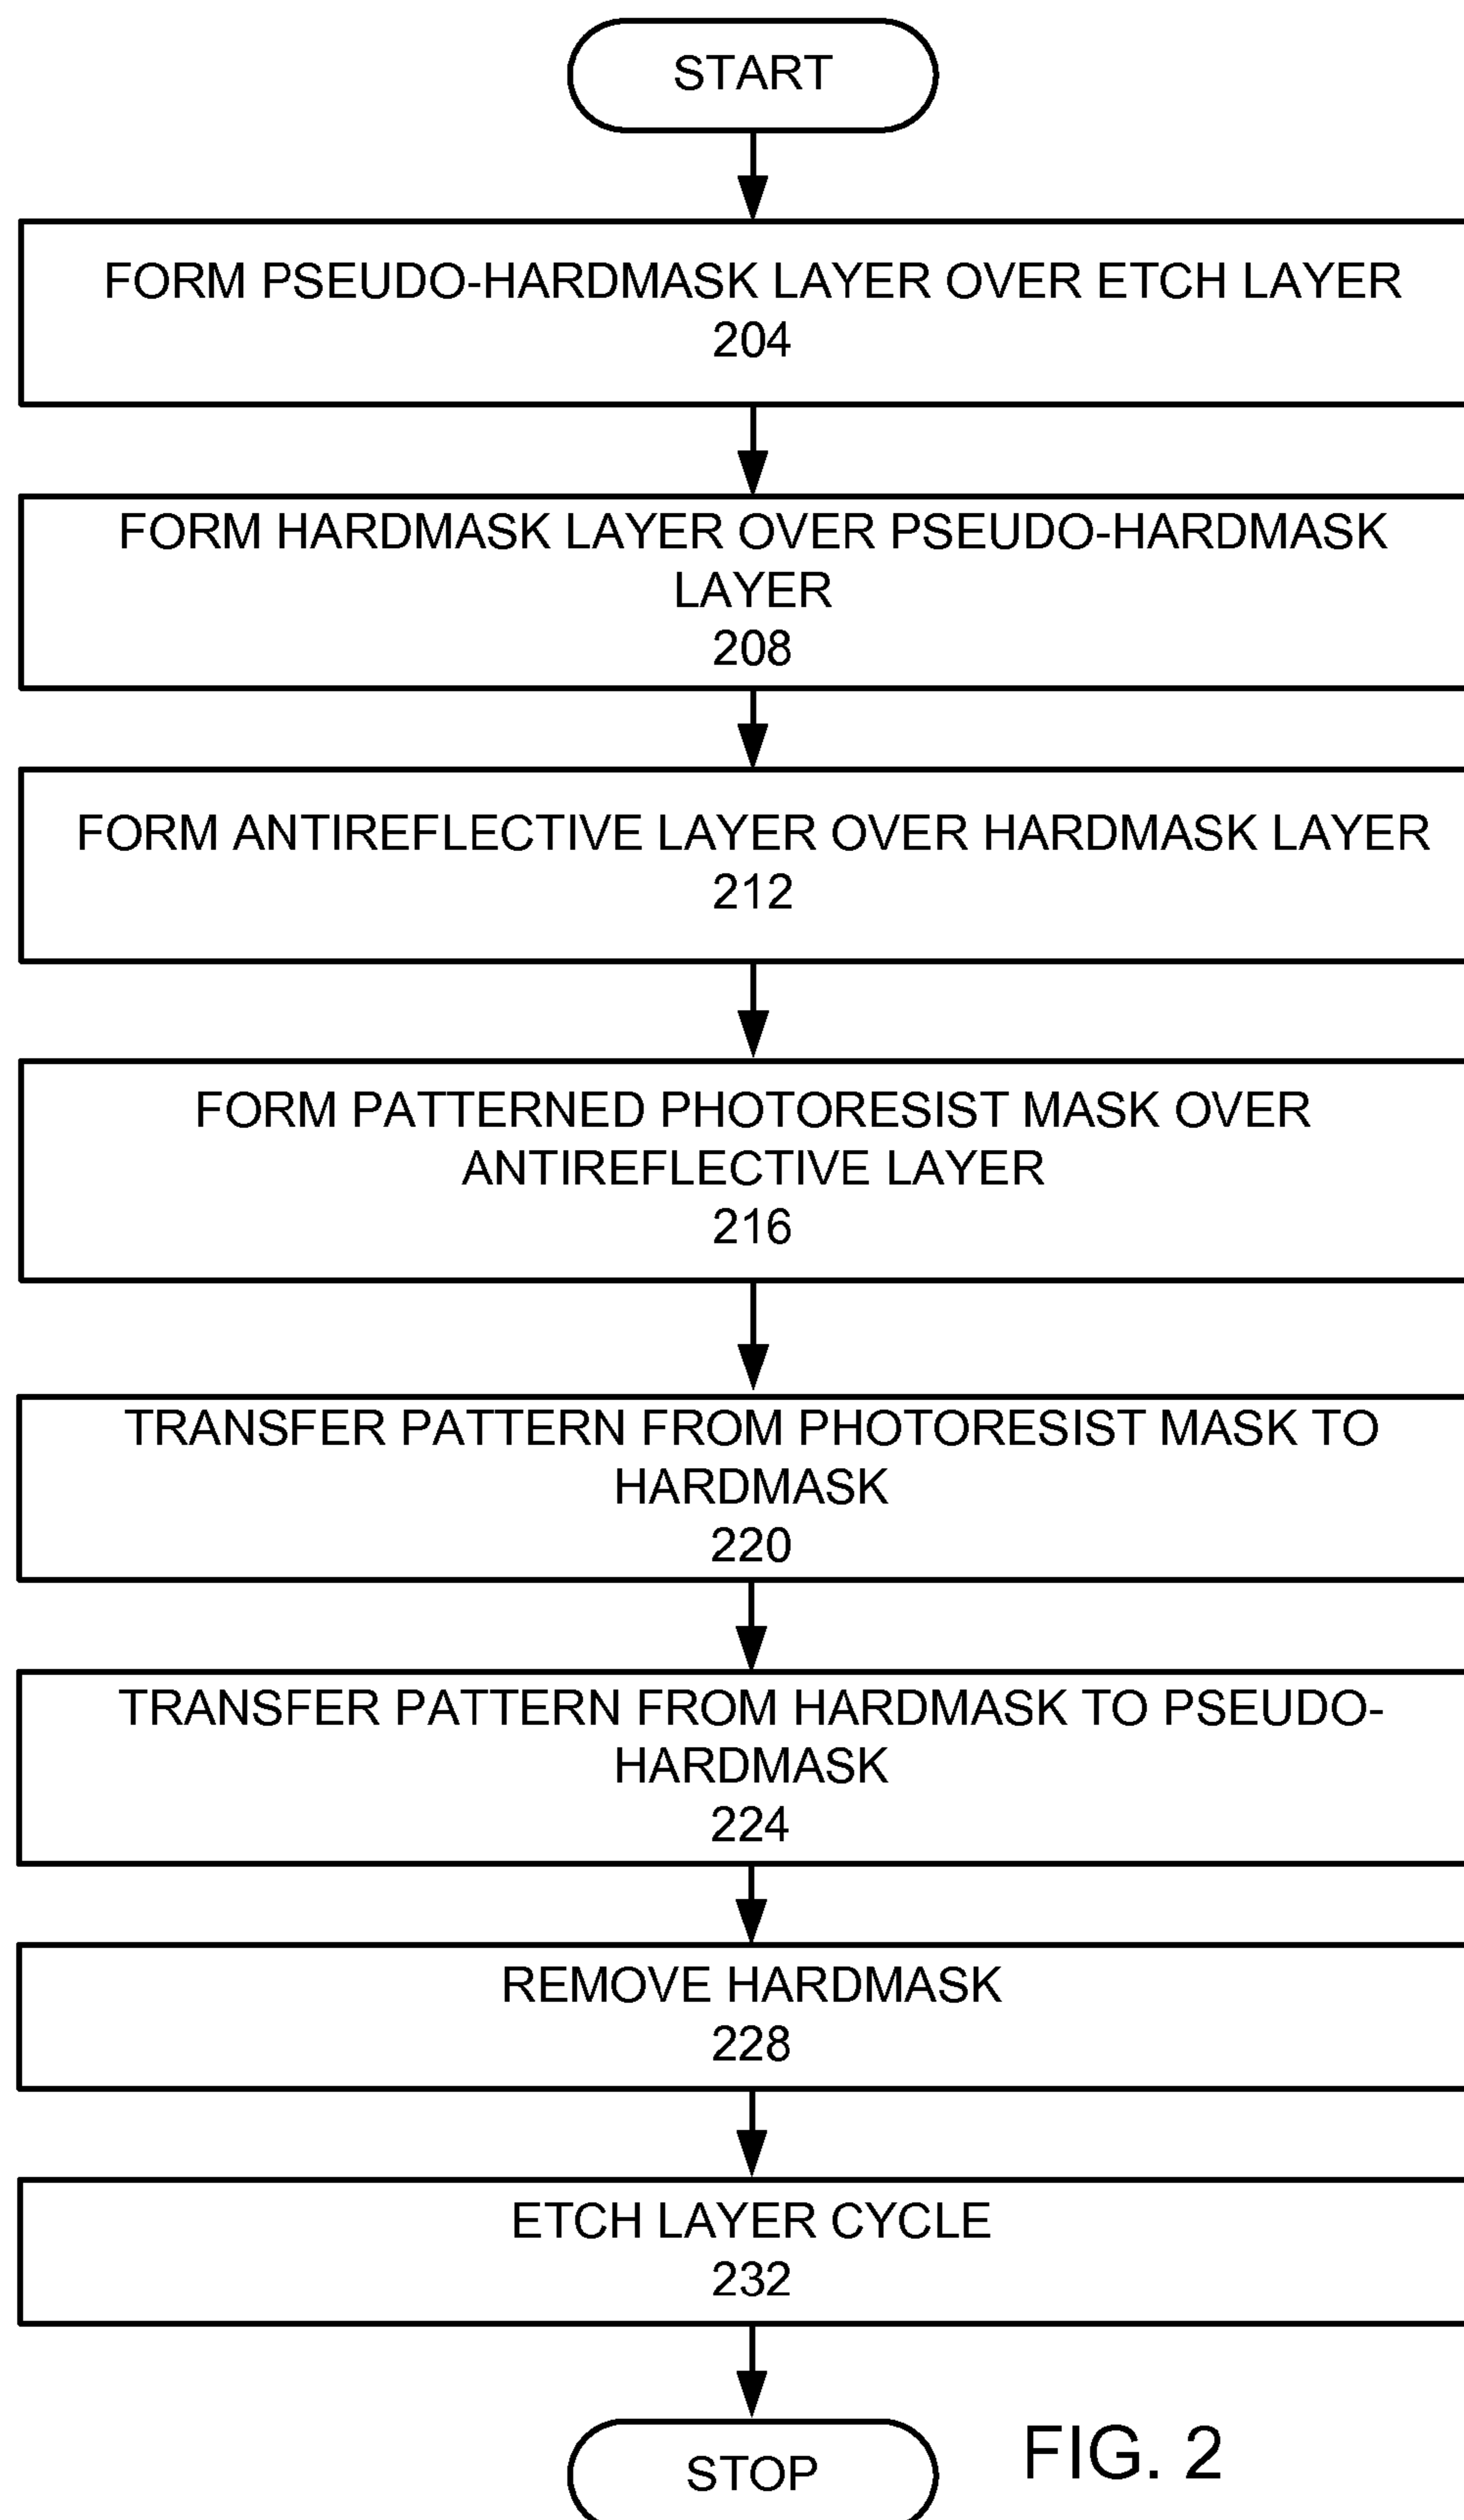 START
FORM PSEUDO-HARDMASK LAYER OVER ETCH LAYER
204
FORM HARDMASK LAYER OVER PSEUDO-HARDMASK
LAYER
208
FORM ANTIREFLECTIVE LAYER OVER HARDMASK LAYER
212
FORM PATTERNED PHOTORESIST MASK OVER
ANTIREFLECTIVE LAYER
216
TRANSFER PATTERN FROM PHOTORESIST MASK TO
HARDMASK
220
TRANSFER PATTERN FROM HARDMASK TO PSEUDO-
HARDMASK
224
REMOVE HARDMASK
228
ETCH LAYER CYCLE
232
STOP
FIG. 2